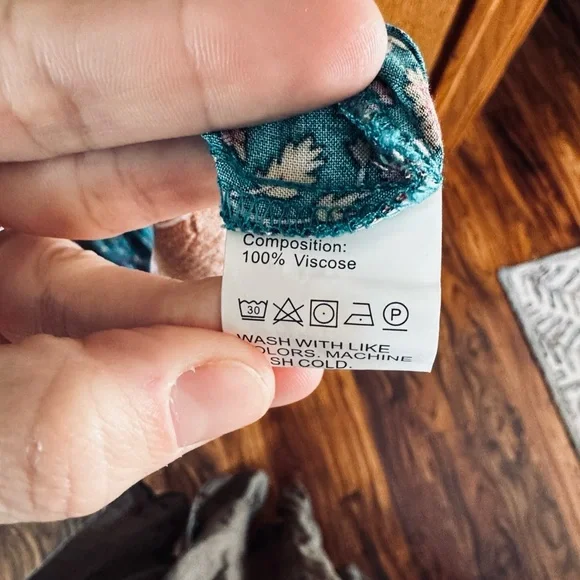 Composition:
100% Viscose
30 P
WASH WITH LIKE
OLORS. MACHINE
SH COLD.